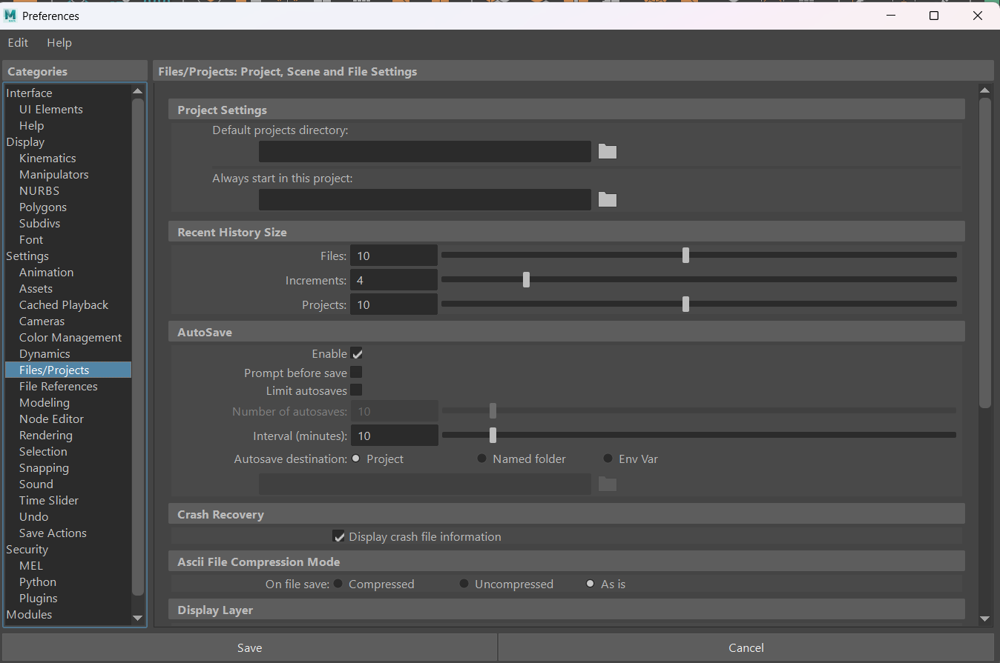 Preferences
Edit Help
Categories
Interface
UI Elements
Help
Display
Kinematics
Manipulators
NURBS
Polygons
Subdivs
Font
Settings
Animation
Assets
Cached Playback
Cameras
Color Management
Dynamics
Files/Projects
File References
Modeling
Node Editor
Rendering
Selection
Snapping
Sound
Time Slider
Undo
Save Actions
Security
MEL
Python
Plugins
Modules
Files/Projects: Project, Scene and File Settings
Project Settings
Default projects directory:
Always start in this project:
Recent History Size
Files: 10
Increments: 4
Projects: 10
AutoSave
Enable
Prompt before save
Limit autosaves
Number of autosaves: 10
Interval (minutes): 10
Autosave destination: Project Named folder Env Var
Crash Recovery
Display crash file information
Ascii File Compression Mode
On file save: Compressed Uncompressed As is
Display Layer
Save Cancel